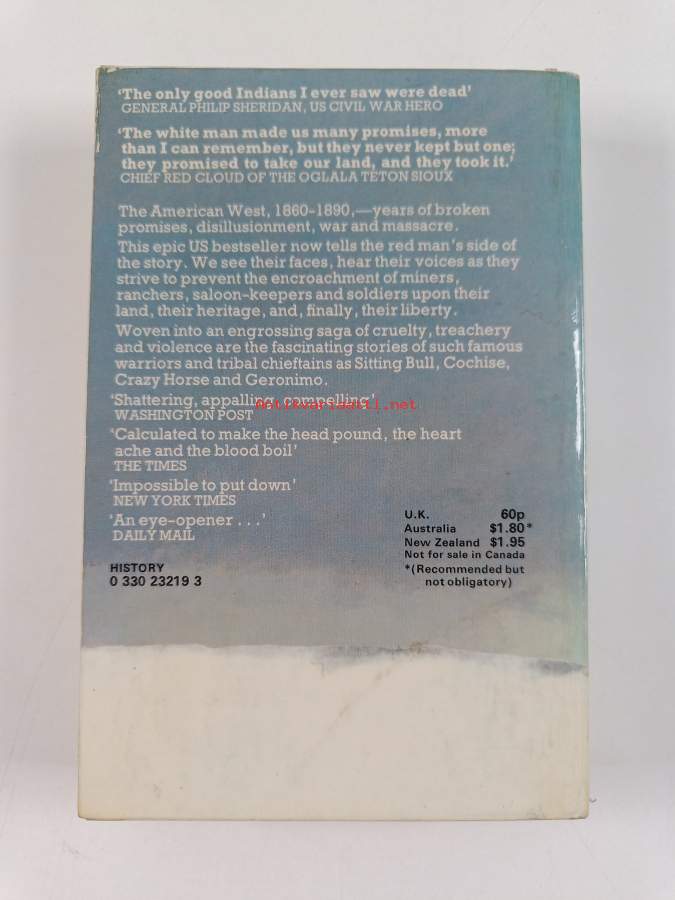 'The only good Indians I ever saw were dead'
GENERAL PHILIP SHERIDAN, US CIVIL WAR HERO
'The white man made us many promises, more
than I can remember, but they never kept but one;
they promised to take our land, and they took it.'
CHIEF RED CLOUD OF THE OGLALA TETON SIOUX
The American West, 1860-1890,—years of broken
promises, disillusionment, war and massacre.
This epic US bestseller now tells the red man's side of
the story. We see their faces, hear their voices as they
strive to prevent the encroachment of miners,
ranchers, saloon-keepers and soldiers upon their
land, their heritage, and, finally, their liberty.
Woven into an engrossing saga of cruelty, treachery
and violence are the fascinating stories of such famous
warriors and tribal chieftains as Sitting Bull, Cochise,
Crazy Horse and Geronimo.
'Shattering, appalling, compelling'
Antikvariaatti.net
WASHINGTON POST
'Calculated to make the head pound, the heart
ache and the blood boil'
THE TIMES
'Impossible to put down'
NEW YORK TIMES
'An eye-opener . . .'
DAILY MAIL
HISTORY
0 330 23219 3
U.K. 60p
Australia $1.80*
New Zealand $1.95
Not for sale in Canada
*(Recommended but
not obligatory)